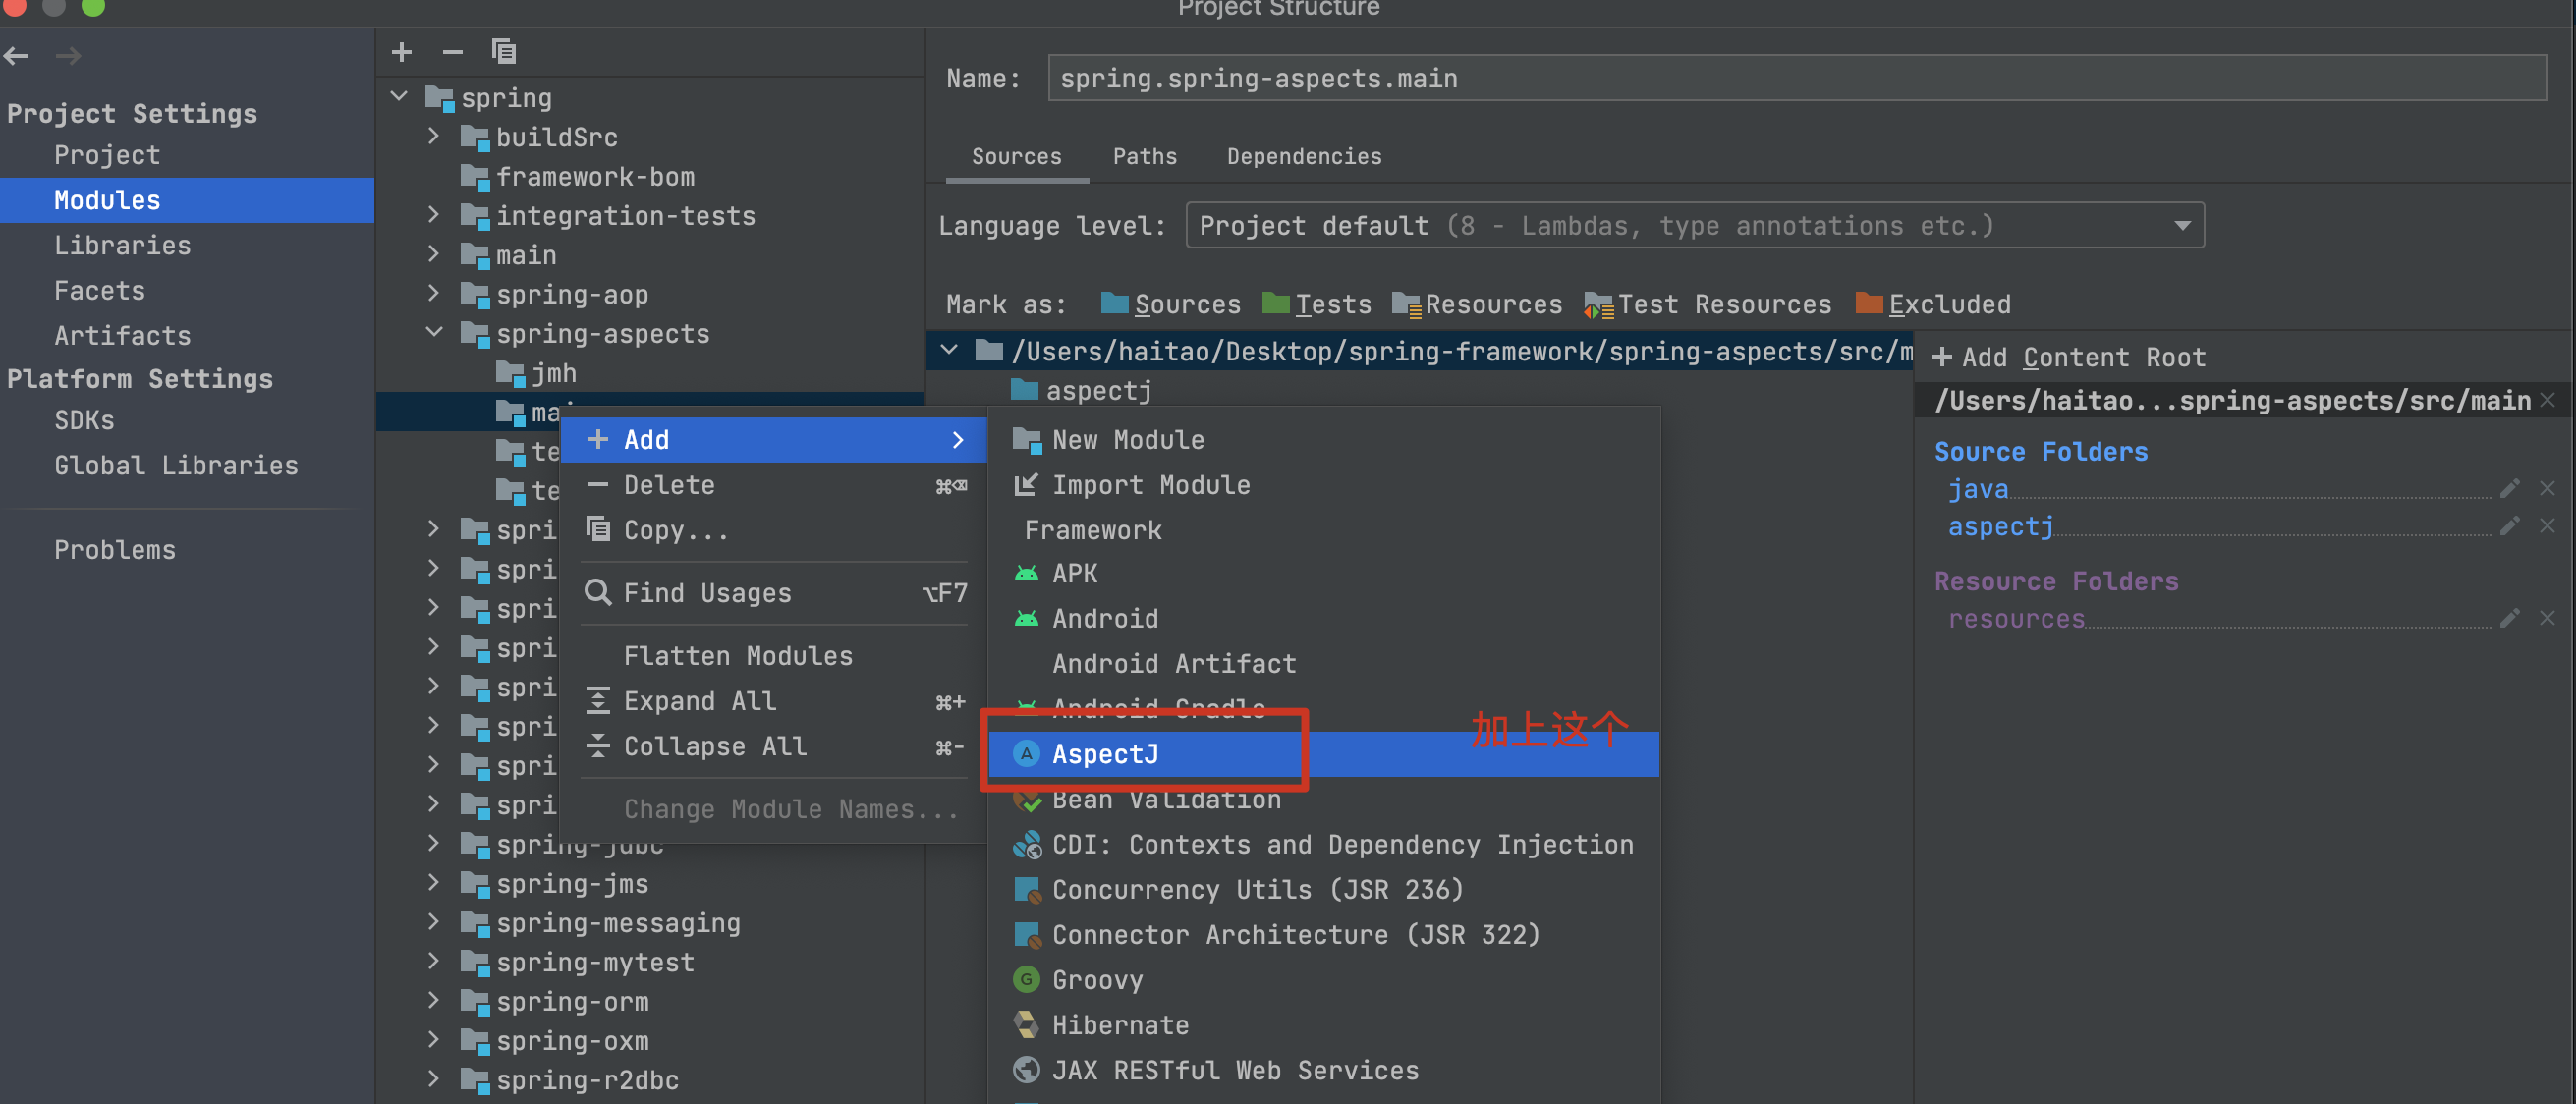 Project Structure
Project Settings
Project
Modules
Libraries
Facets
Artifacts
Platform Settings
SDKs
Global Libraries
Problems
spring
buildSrc
framework-bom
integration-tests
main
spring-aop
spring-aspects
jmh
mai
te
te
spri
spri
spri
spri
spri
spri
spri
spri
spring-jdbc
spring-jms
spring-messaging
spring-mytest
spring-orm
spring-oxm
spring-r2dbc
Add
Delete ⌘⌫
Copy...
Find Usages ⌥F7
Flatten Modules
Expand All ⌘+
Collapse All ⌘-
Change Module Names...
New Module
Import Module
Framework
APK
Android
Android Artifact
Android Gradle
AspectJ
加上这个
Bean Validation
CDI: Contexts and Dependency Injection
Concurrency Utils (JSR 236)
Connector Architecture (JSR 322)
Groovy
Hibernate
JAX RESTful Web Services
Name: spring.spring-aspects.main
Sources Paths Dependencies
Language level: Project default (8 - Lambdas, type annotations etc.)
Mark as: Sources Tests Resources Test Resources Excluded
/Users/haitao/Desktop/spring-framework/spring-aspects/src/m
aspectj
+ Add Content Root
/Users/haitao...spring-aspects/src/main
Source Folders
java
aspectj
Resource Folders
resources